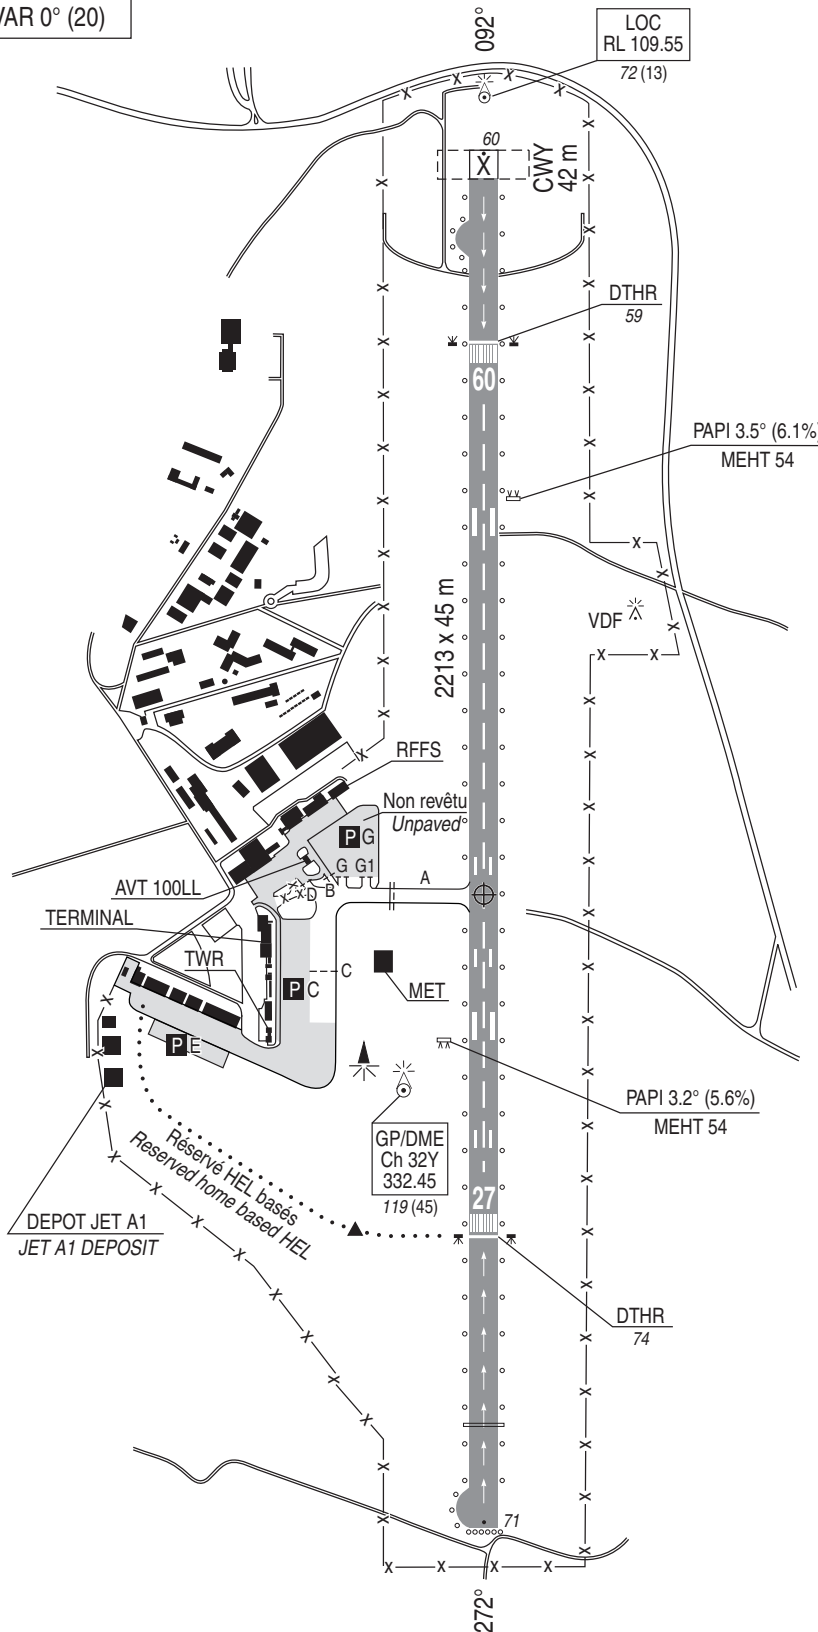 VAR 0° (20)
092°
LOC
RL 109.55
72 (13)
60
X
CWY
42 m
DTHR
59
60
PAPI 3.5° (6.1%)
MEHT 54
2213 x 45 m
VDF
RFFS
Non revêtu
Unpaved
P G
G G1
A
AVT 100LL
D
B
TERMINAL
TWR
C
P C
MET
P E
PAPI 3.2° (5.6%)
MEHT 54
GP/DME
Ch 32Y
332.45
119 (45)
Réservé HEL basés
Reserved home based HEL
27
DEPOT JET A1
JET A1 DEPOSIT
DTHR
74
71
272°